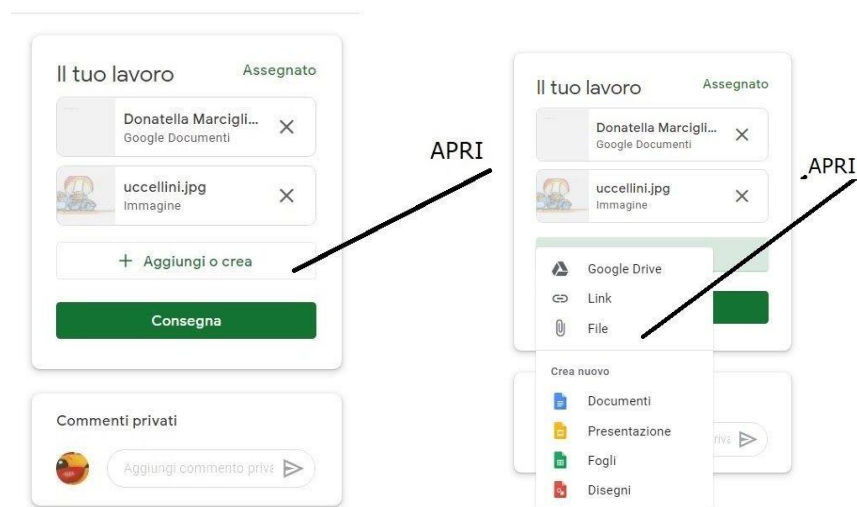 Il tuo lavoro
Assegnato
Donatella Marcigli...
Google Documenti
uccellini.jpg
Immagine
+ Aggiungi o crea
Consegna
Commenti privati
Aggiungi commento priva
APRI
Il tuo lavoro
Assegnato
Donatella Marcigli...
Google Documenti
uccellini.jpg
Immagine
Google Drive
Link
File
Crea nuovo
Documenti
Presentazione
Fogli
Disegni
riva
APRI